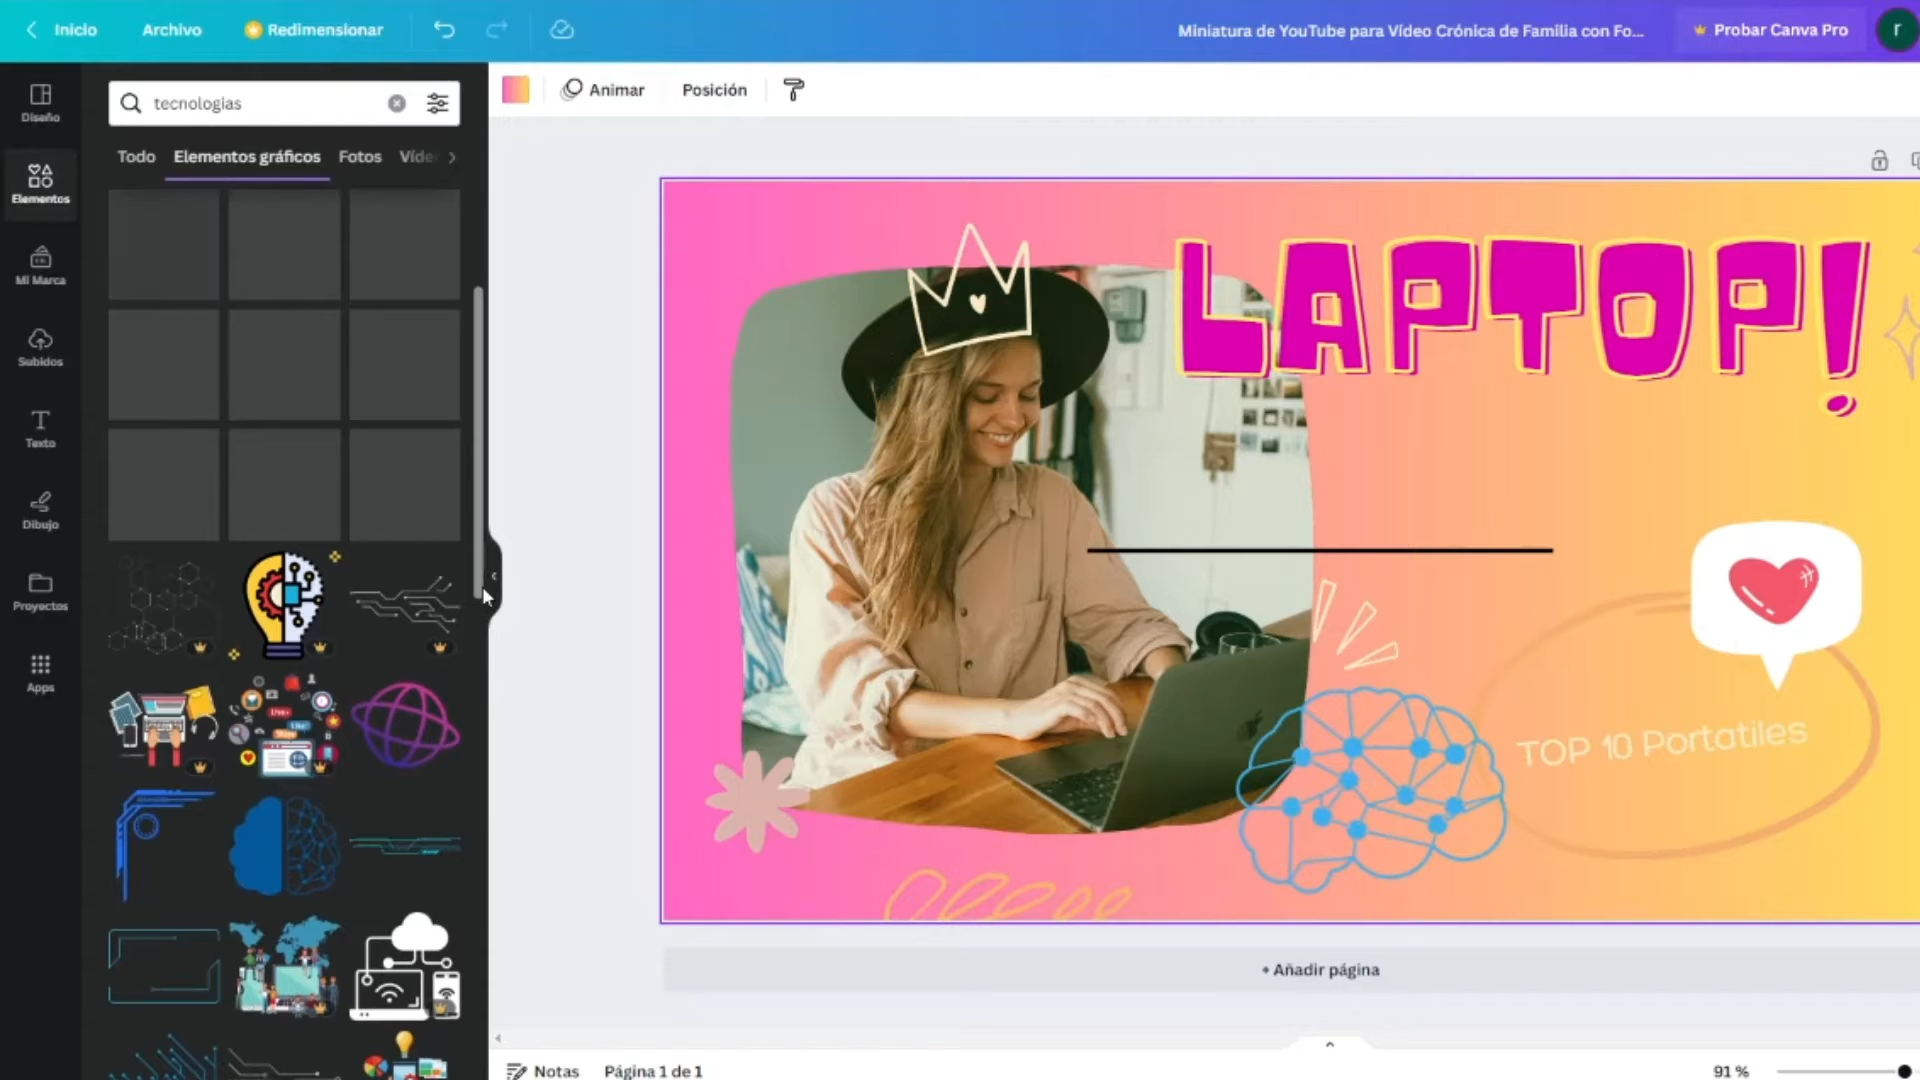 Inicio
Archivo
Redimensionar
Miniatura de YouTube para Vídeo Crónica de Familia con Fo...
Probar Canva Pro
r
Diseño
Elementos
Mi Marca
Subidos
Texto
Dibujo
Proyectos
Apps
tecnologias
Todo
Elementos gráficos
Fotos
Víde
Animar
Posición
LAPTOP!
TOP 10 Portatiles
+ Añadir página
Notas
Página 1 de 1
91 %